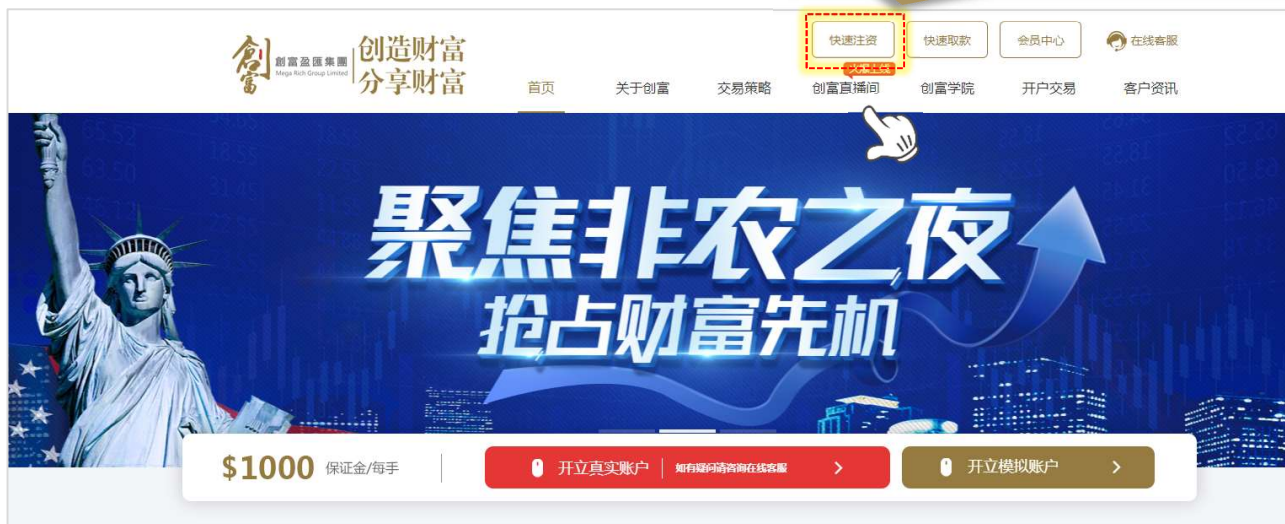 快速注资
快速取款
会员中心
在线客服
創富
創富盈匯集團
Mega Rich Group Limited
创造财富
分享财富
首页
关于创富
交易策略
创富直播间
创富学院
开户交易
客户资讯
聚焦非农之夜
抢占财富先机
$1000 保证金/每手
开立真实账户 如有疑问请咨询在线客服
开立模拟账户